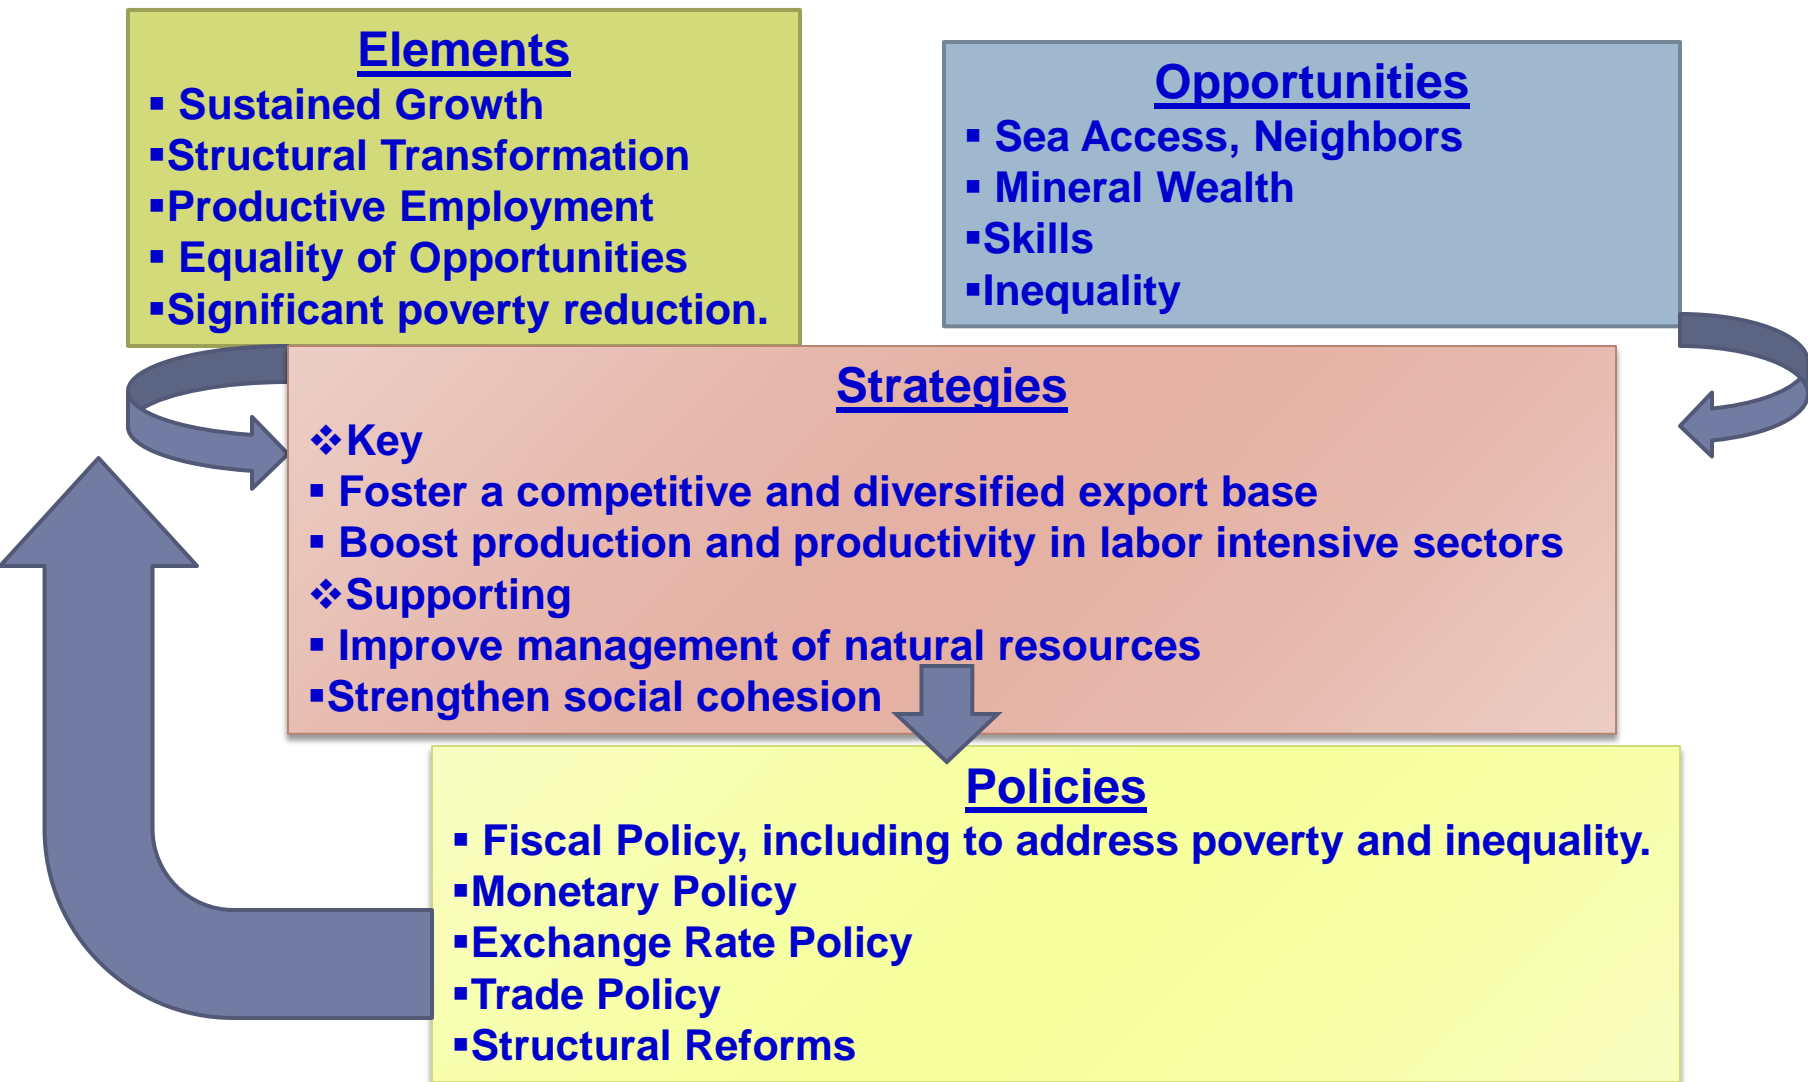 Elements
▪ Sustained Growth
▪Structural Transformation
▪Productive Employment
▪ Equality of Opportunities
▪Significant poverty reduction.
Opportunities
▪ Sea Access, Neighbors
▪ Mineral Wealth
▪Skills
▪Inequality
Strategies
❖Key
▪ Foster a competitive and diversified export base
▪ Boost production and productivity in labor intensive sectors
❖Supporting
▪ Improve management of natural resources
▪Strengthen social cohesion
Policies
▪ Fiscal Policy, including to address poverty and inequality.
▪Monetary Policy
▪Exchange Rate Policy
▪Trade Policy
▪Structural Reforms